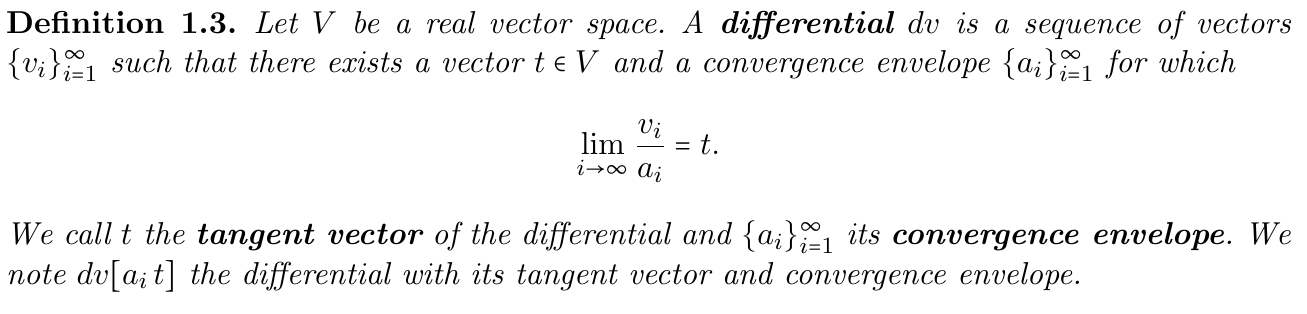 Definition 1.3. Let V be a real vector space. A differential dv is a sequence of vectors
{v_i}_{i=1}^∞ such that there exists a vector t ∈ V and a convergence envelope {a_i}_{i=1}^∞ for which
lim_{i→∞} v_i/a_i = t.
We call t the tangent vector of the differential and {a_i}_{i=1}^∞ its convergence envelope. We
note dv[a_i t] the differential with its tangent vector and convergence envelope.